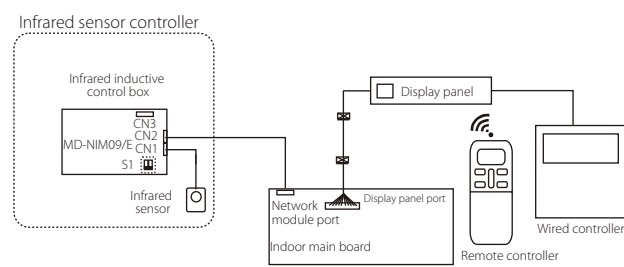 Infrared sensor controller
Infrared inductive
control box
CN3
CN2
MD-NIM09/E CN1
S1
Infrared
sensor
Display panel
Network
module port
Display panel port
Indoor main board
Remote controller
Wired controller